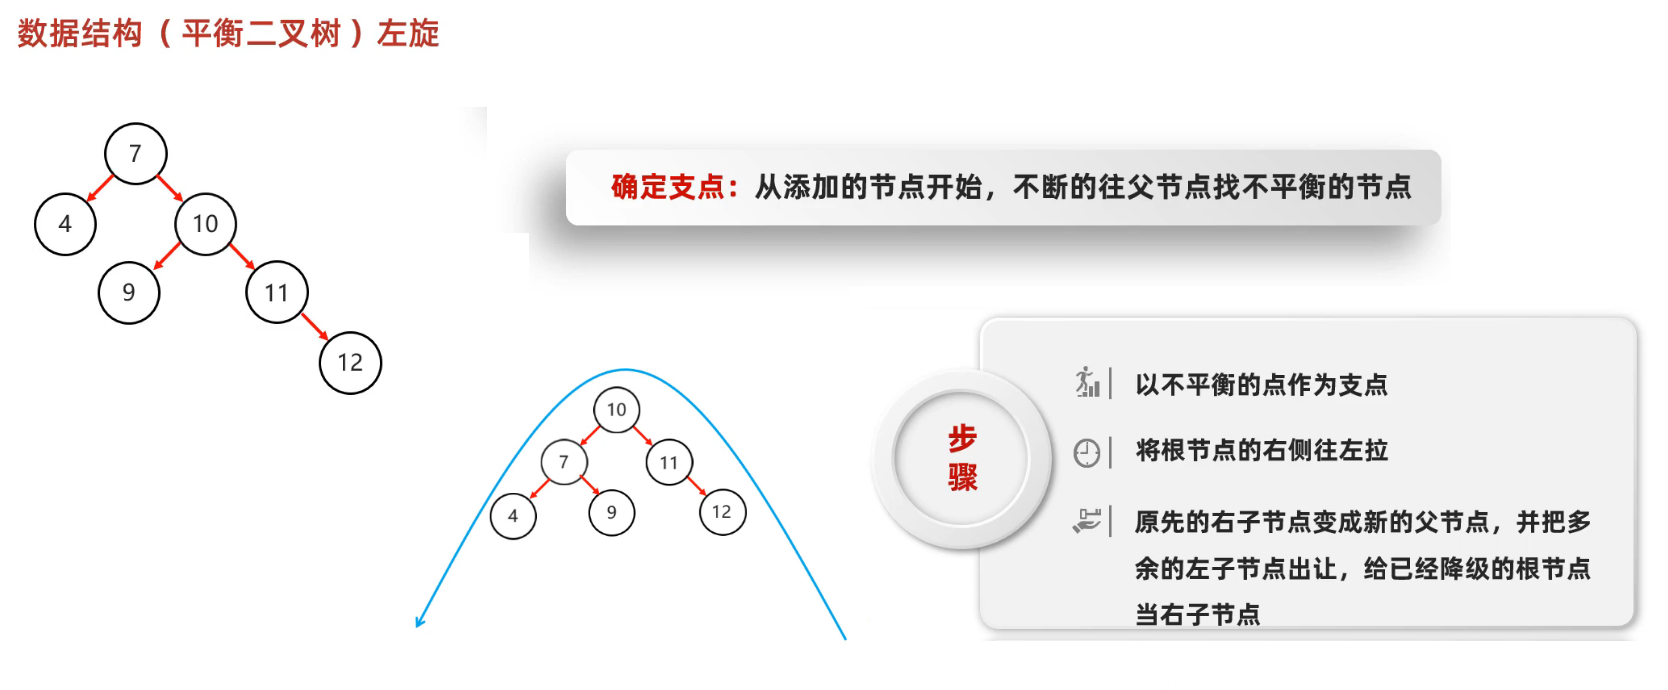 数据结构（平衡二叉树）左旋
确定支点：从添加的节点开始，不断的往父节点找不平衡的节点
7
4
10
9
11
12
10
7
11
4
9
12
步
骤
以不平衡的点作为支点
将根节点的右侧往左拉
原先的右子节点变成新的父节点，并把多
余的左子节点出让，给已经降级的根节点
当右子节点